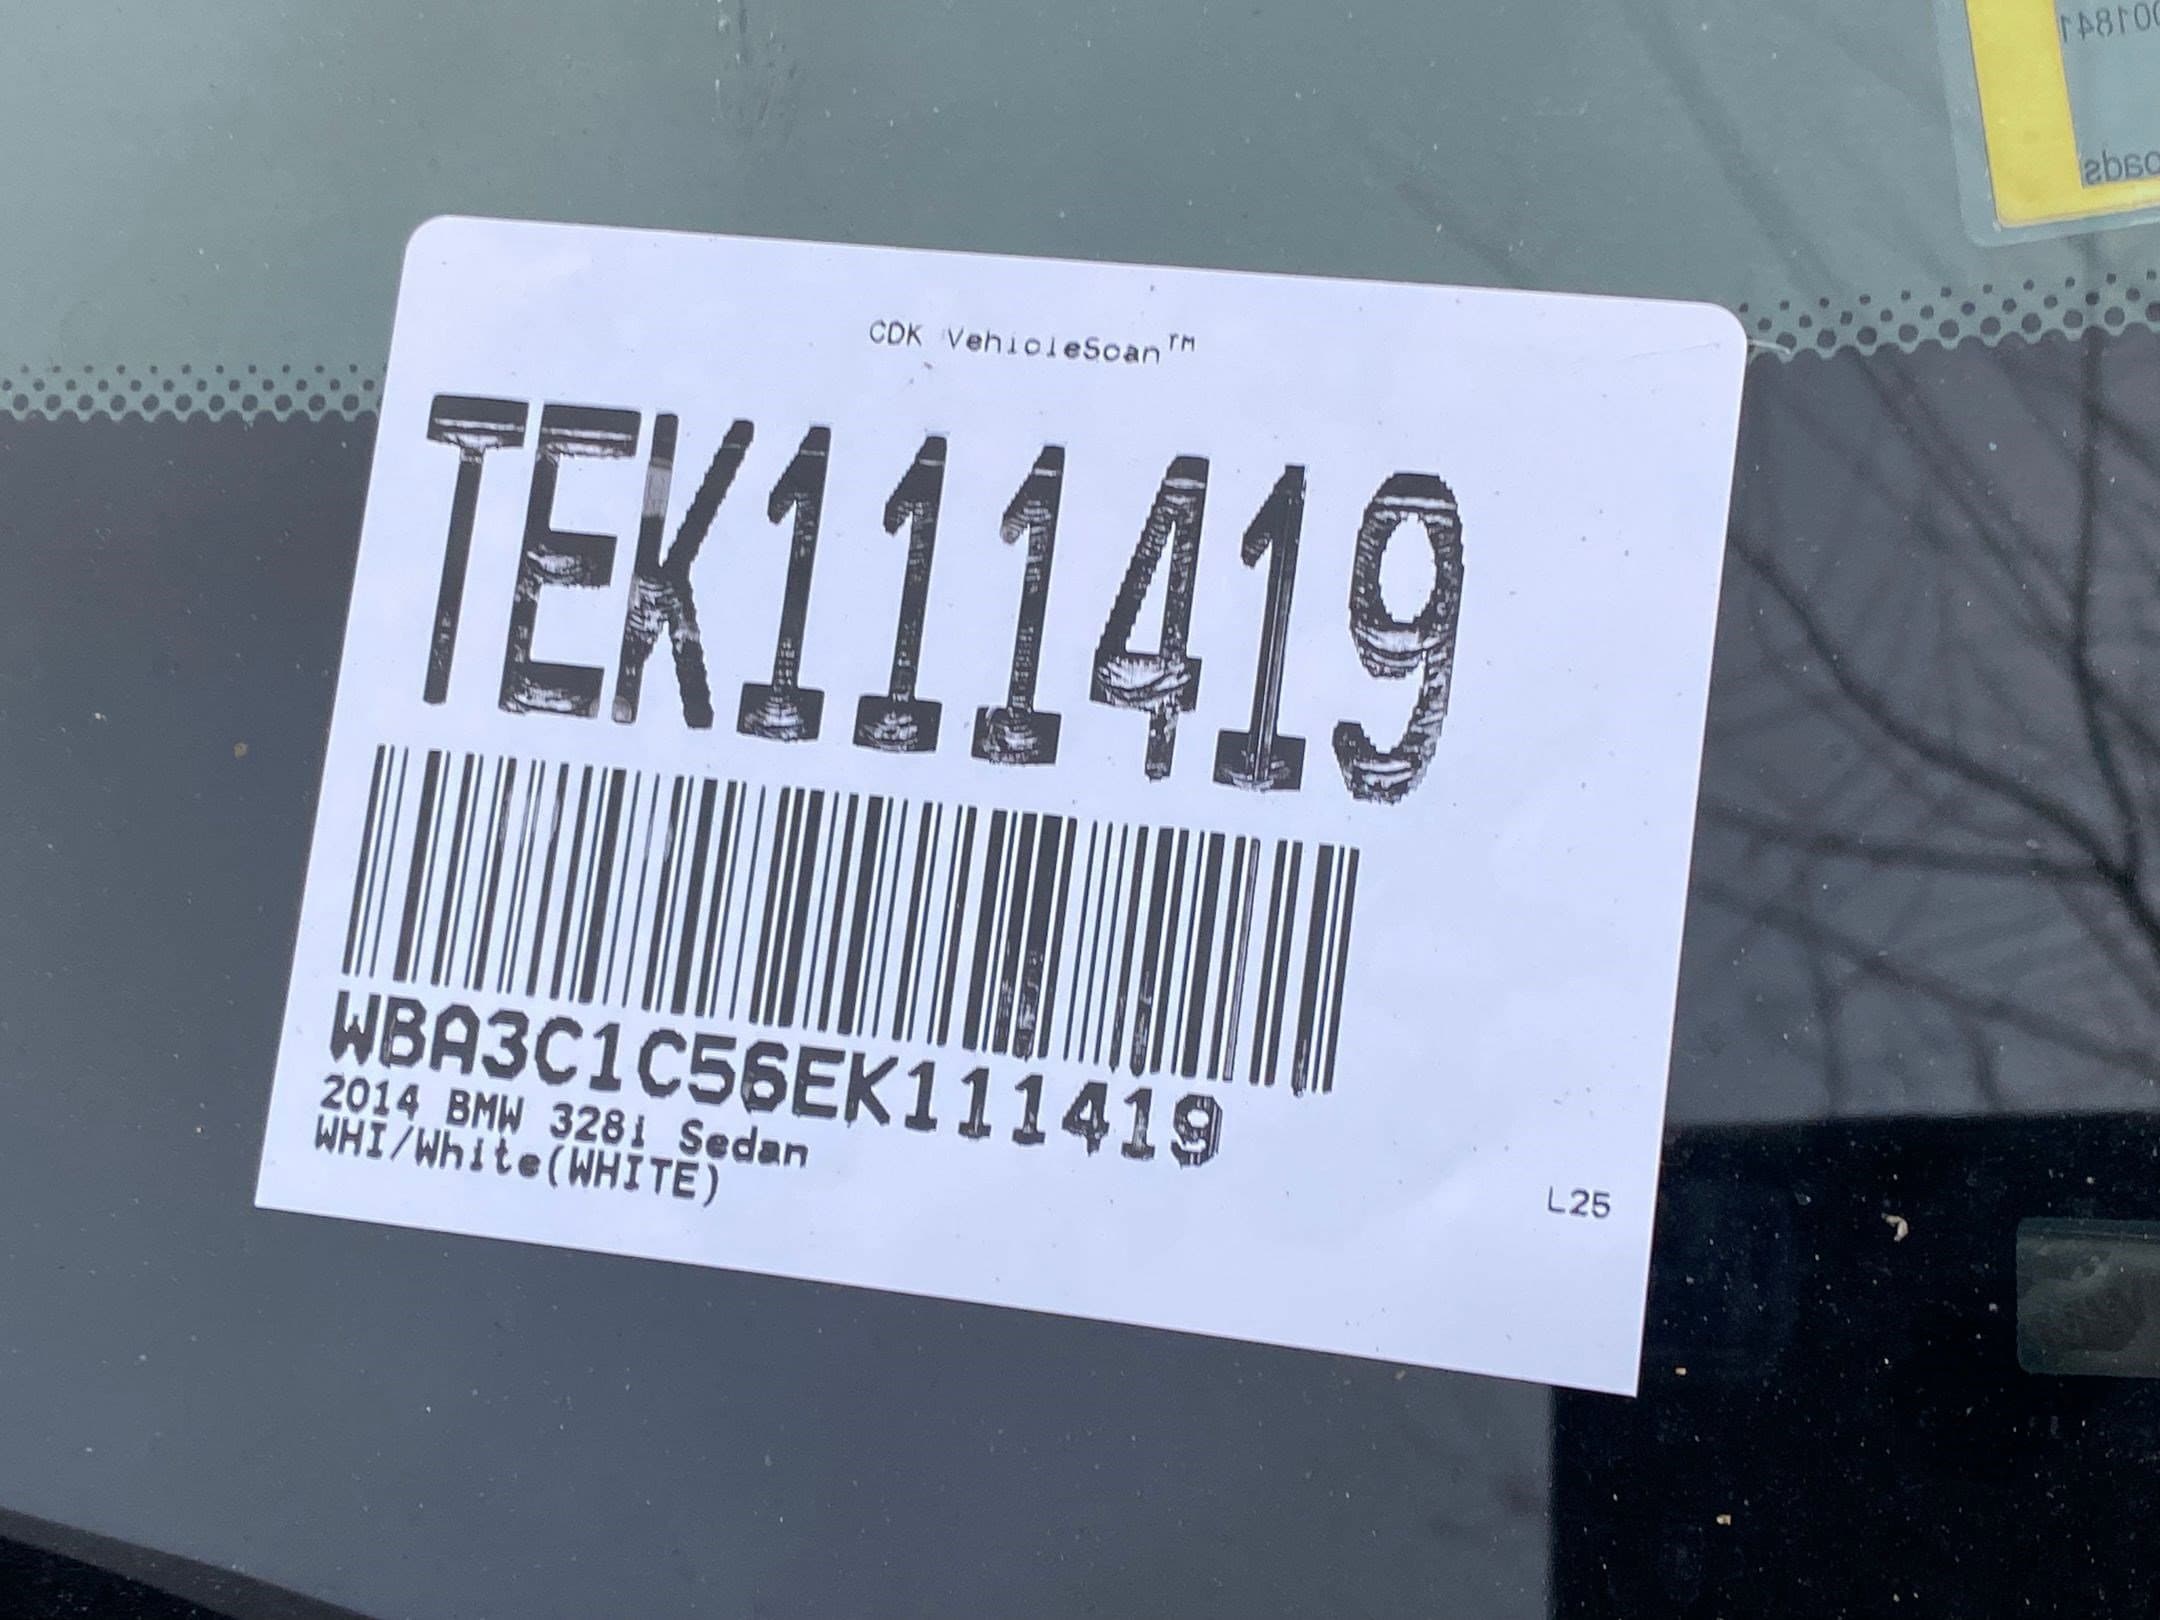 CDK VehicleScan™
TEK111419
WBA3C1C56EK111419
2014 BMW 328i Sedan
WHI/White(WHITE)
L25